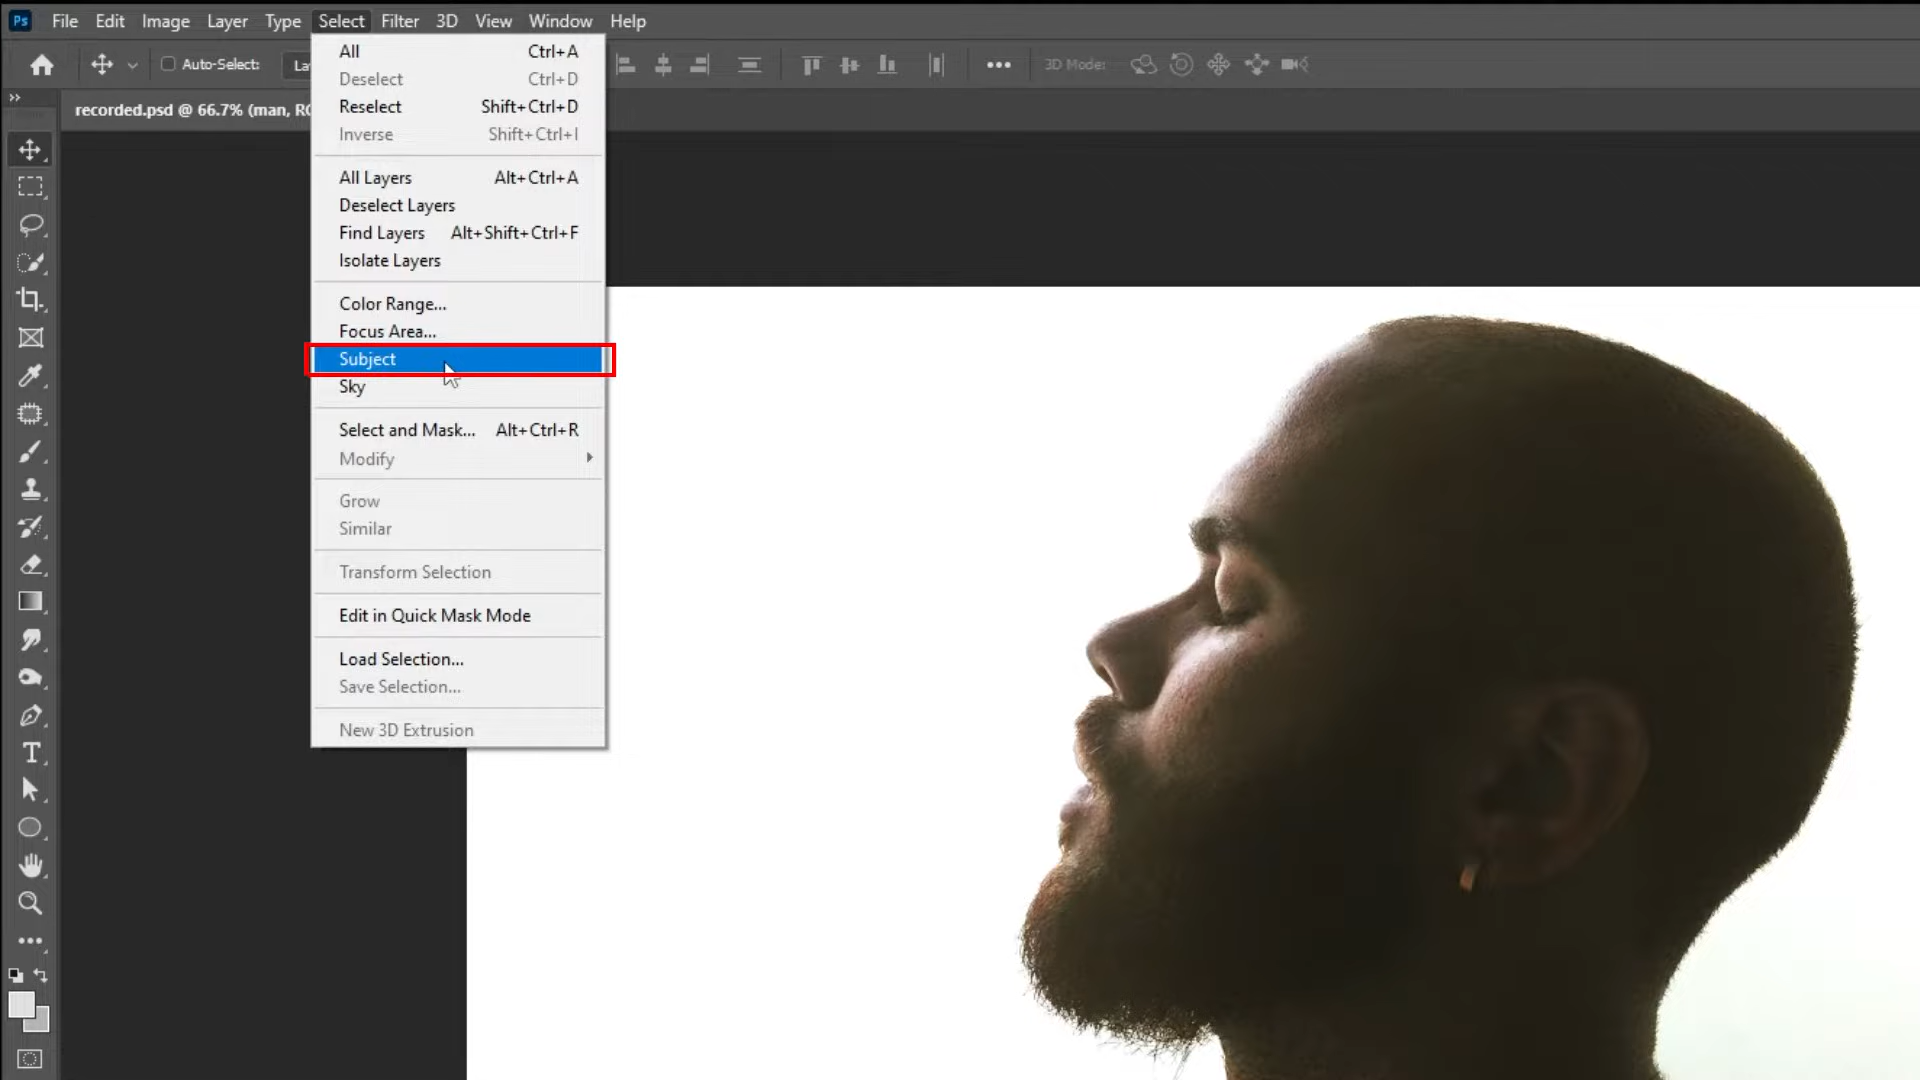 Ps File Edit Image Layer Type Select Filter 3D View Window Help
Auto-Select: La 3D Mode:
recorded.psd @ 66.7% (man, RG
All Ctrl+A
Deselect Ctrl+D
Reselect Shift+Ctrl+D
Inverse Shift+Ctrl+I
All Layers Alt+Ctrl+A
Deselect Layers
Find Layers Alt+Shift+Ctrl+F
Isolate Layers
Color Range...
Focus Area...
Subject
Sky
Select and Mask... Alt+Ctrl+R
Modify
Grow
Similar
Transform Selection
Edit in Quick Mask Mode
Load Selection...
Save Selection...
New 3D Extrusion